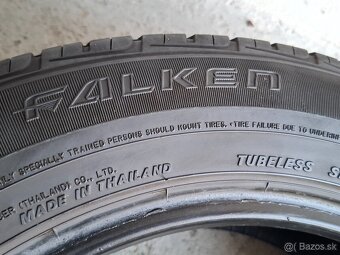 FALKEN
SPECIALLY TRAINED PERSONS SHOULD MOUNT TIRES. •TIRE FAILURE DUE TO
TUBELESS
(THAILAND) CO., LTD.
MADE IN THAILAND
Bazos.sk